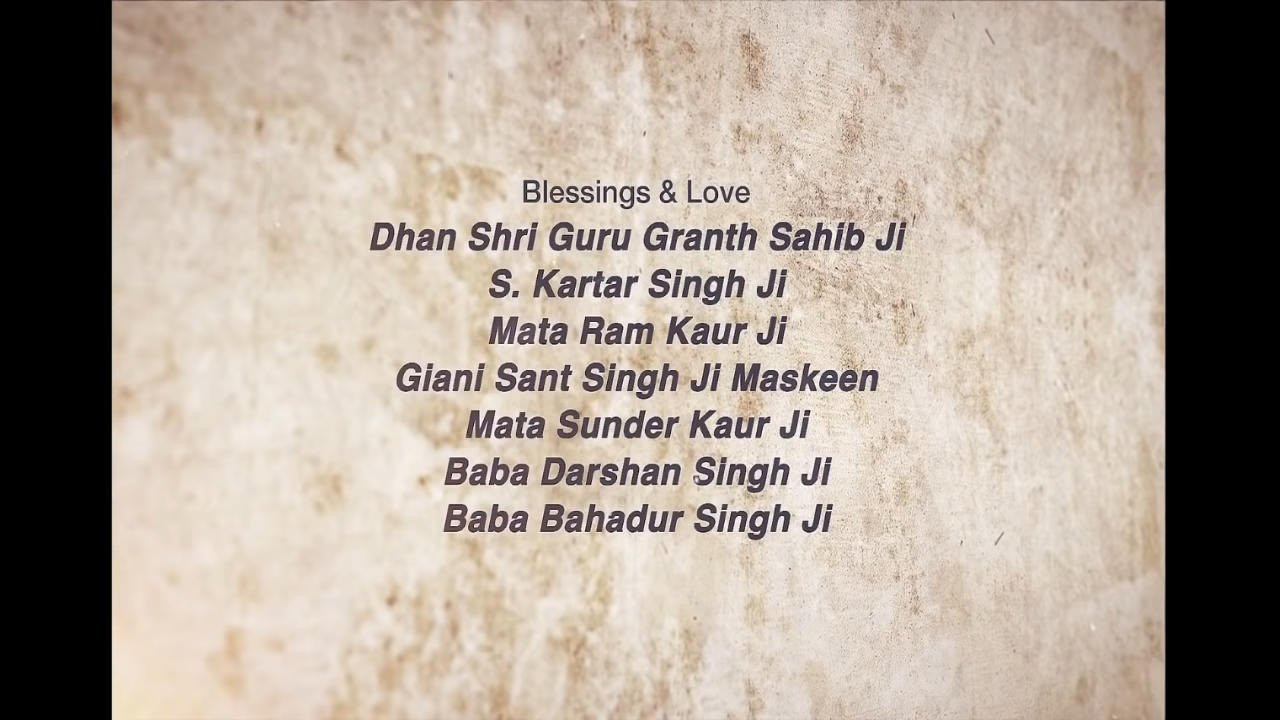 Blessings & Love
Dhan Shri Guru Granth Sahib Ji
S. Kartar Singh Ji
Mata Ram Kaur Ji
Giani Sant Singh Ji Maskeen
Mata Sunder Kaur Ji
Baba Darshan Singh Ji
Baba Bahadur Singh Ji